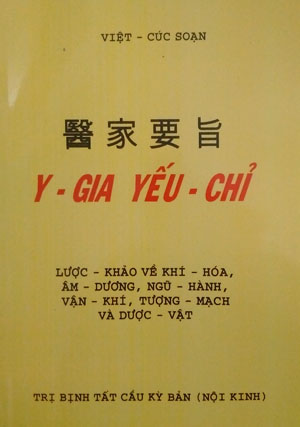 VIỆT - CÚC SOẠN
醫家要旨
Y - GIA YẾU - CHỈ
LƯỢC - KHẢO VỀ KHÍ - HÓA,
ÂM - DƯƠNG, NGŨ - HÀNH,
VẬN - KHÍ, TƯỢNG - MẠCH
VÀ DƯỢC - VẬT
TRỊ BỊNH TẤT CẦU KỲ BẢN (NỘI KINH)